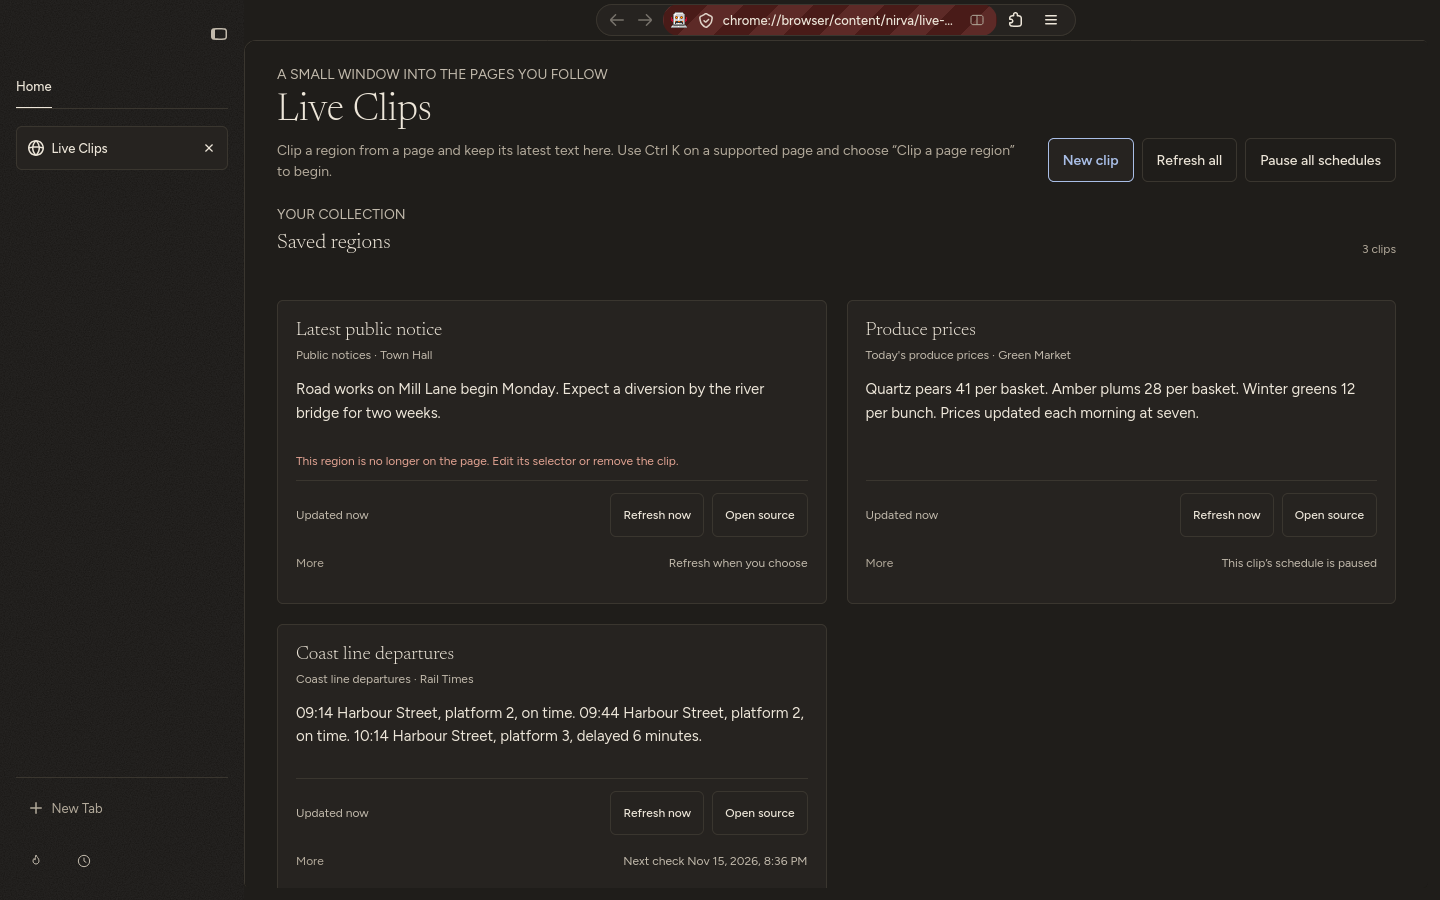 chrome://browser/content/nirva/live-...
Home
Live Clips
New Tab
A SMALL WINDOW INTO THE PAGES YOU FOLLOW
Live Clips
Clip a region from a page and keep its latest text here. Use Ctrl K on a supported page and choose “Clip a page region”
to begin.
New clip
Refresh all
Pause all schedules
YOUR COLLECTION
Saved regions
3 clips
Latest public notice
Public notices · Town Hall
Road works on Mill Lane begin Monday. Expect a diversion by the river
bridge for two weeks.
This region is no longer on the page. Edit its selector or remove the clip.
Updated now
Refresh now
Open source
More
Refresh when you choose
Produce prices
Today's produce prices · Green Market
Quartz pears 41 per basket. Amber plums 28 per basket. Winter greens 12
per bunch. Prices updated each morning at seven.
Updated now
Refresh now
Open source
More
This clip’s schedule is paused
Coast line departures
Coast line departures · Rail Times
09:14 Harbour Street, platform 2, on time. 09:44 Harbour Street, platform 2,
on time. 10:14 Harbour Street, platform 3, delayed 6 minutes.
Updated now
Refresh now
Open source
More
Next check Nov 15, 2026, 8:36 PM